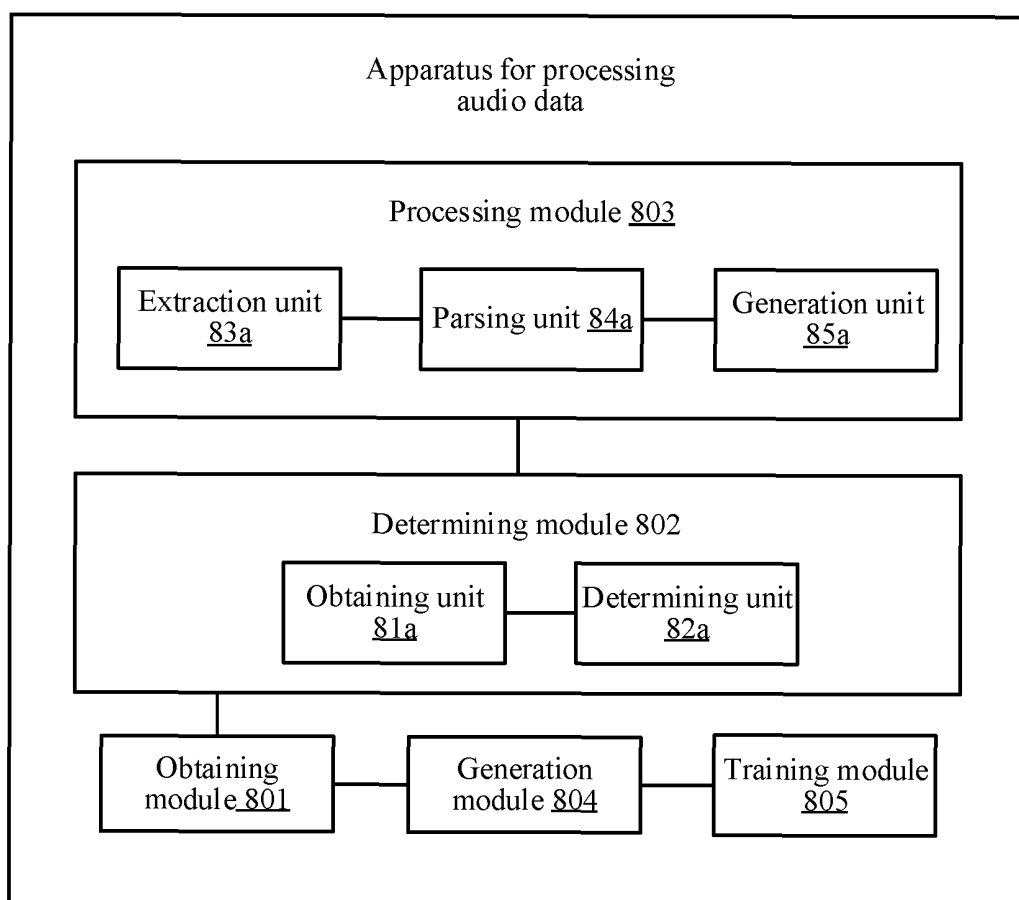 Apparatus for processing
audio data
Processing module 803
Extraction unit
83a
Parsing unit 84a
Generation unit
85a
Determining module 802
Obtaining unit
81a
Determining unit
82a
Obtaining
module 801
Generation
module 804
Training module
805